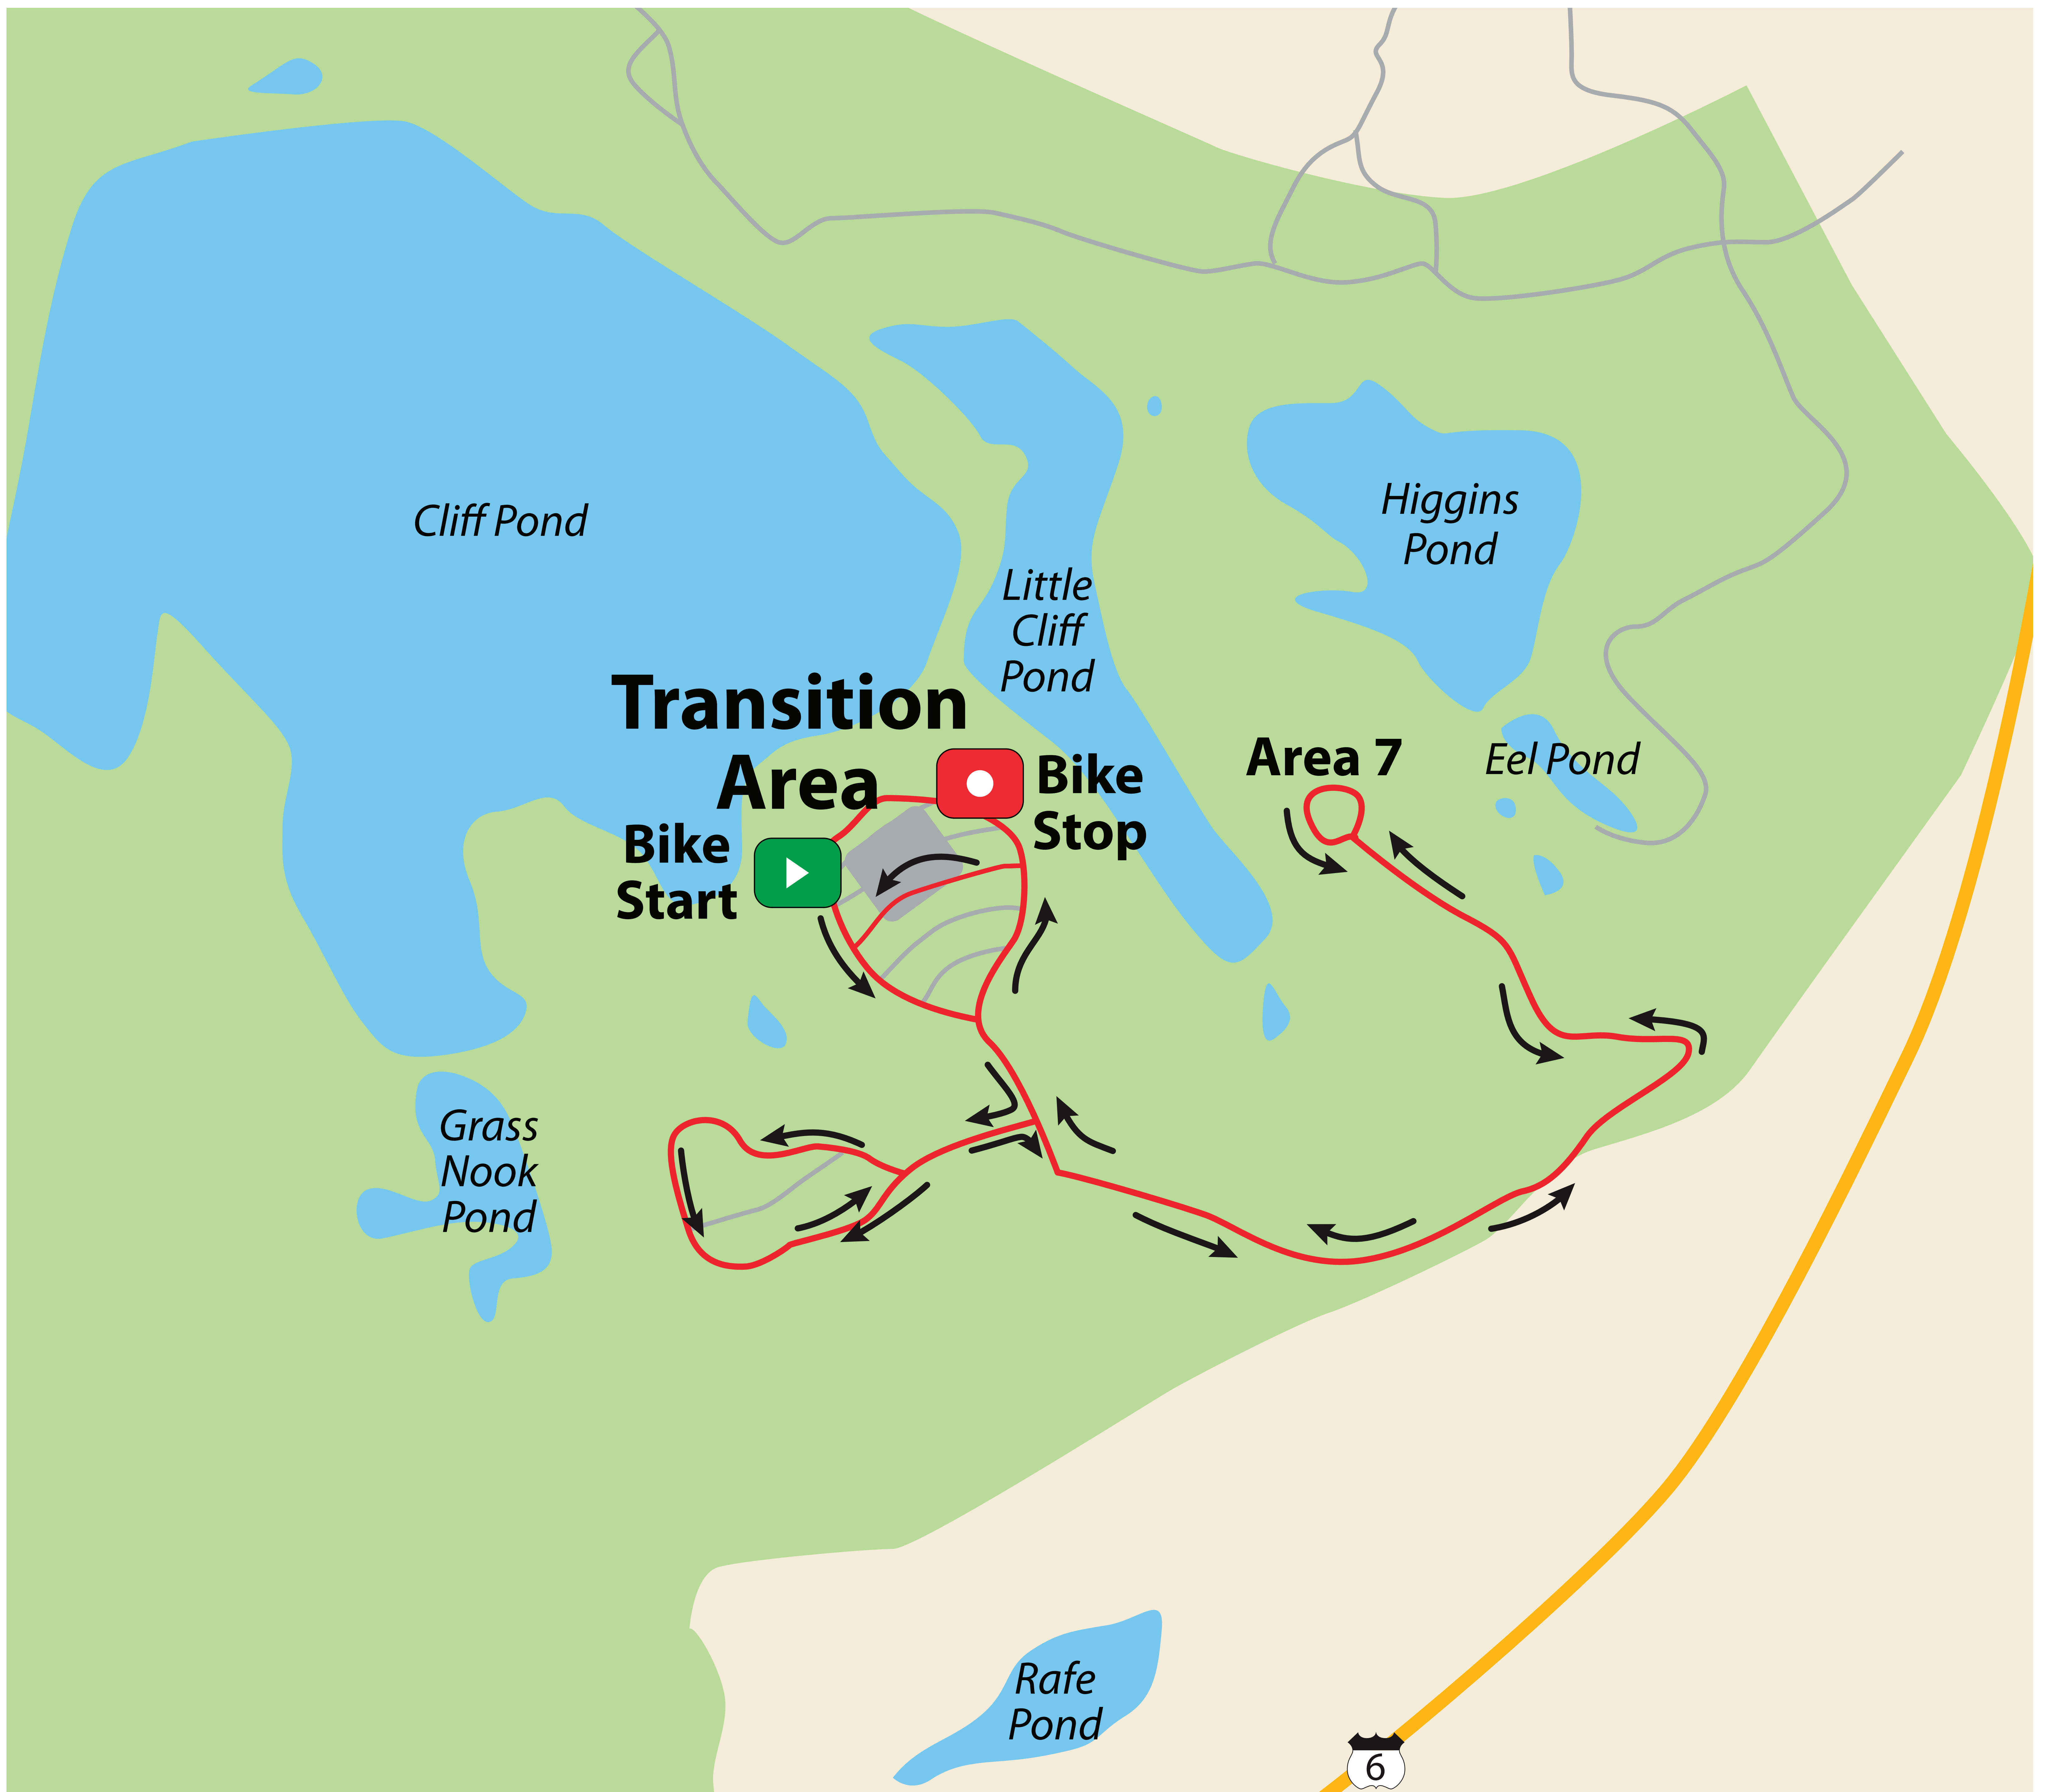 Cliff Pond
Higgins
Pond
Little
Cliff
Pond
Transition
Area
Bike
Stop
Area 7
Eel Pond
Bike
Start
Grass
Nook
Pond
Rafe
Pond
6